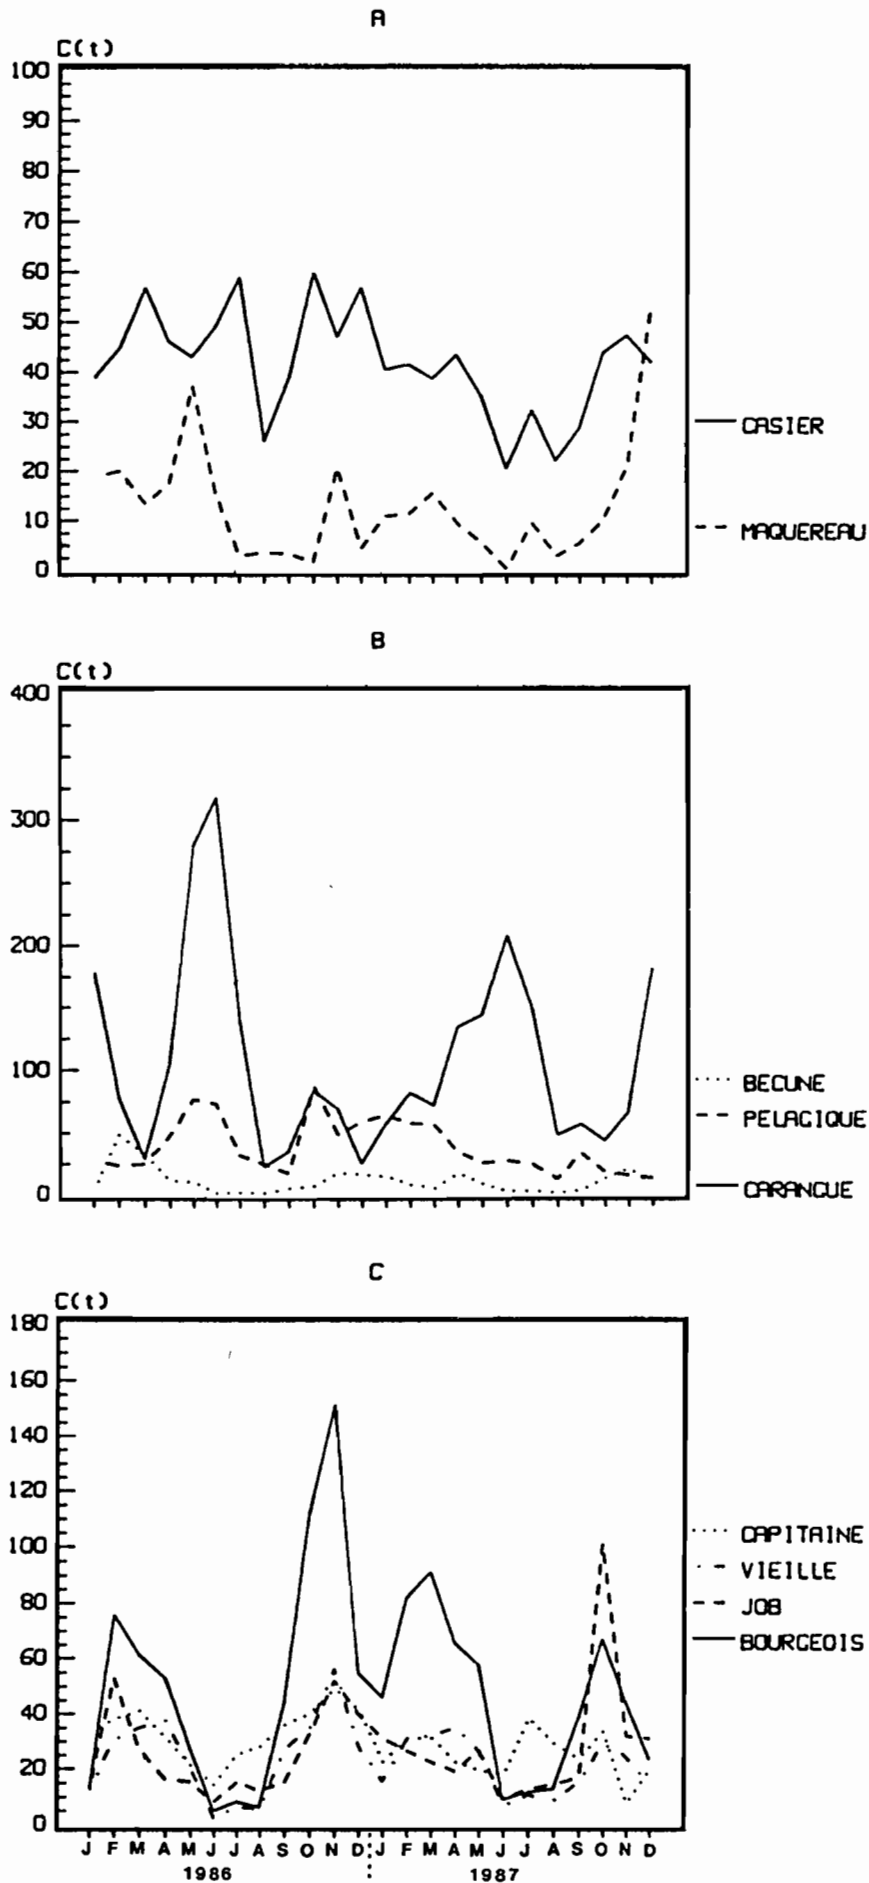 A
C(t)
100
90
80
70
60
50
40
30
20
10
0
CASIER
MAQUEREAU
B
C(t)
400
300
200
100
0
BECUNE
PELAGIQUE
CARANGUE
C
C(t)
180
160
140
120
100
80
60
40
20
0
CAPITAINE
VIEILLE
JOB
BOURGEOIS
J F M A M J J A S O N D J F M A M J J A S O N D
1986 1987